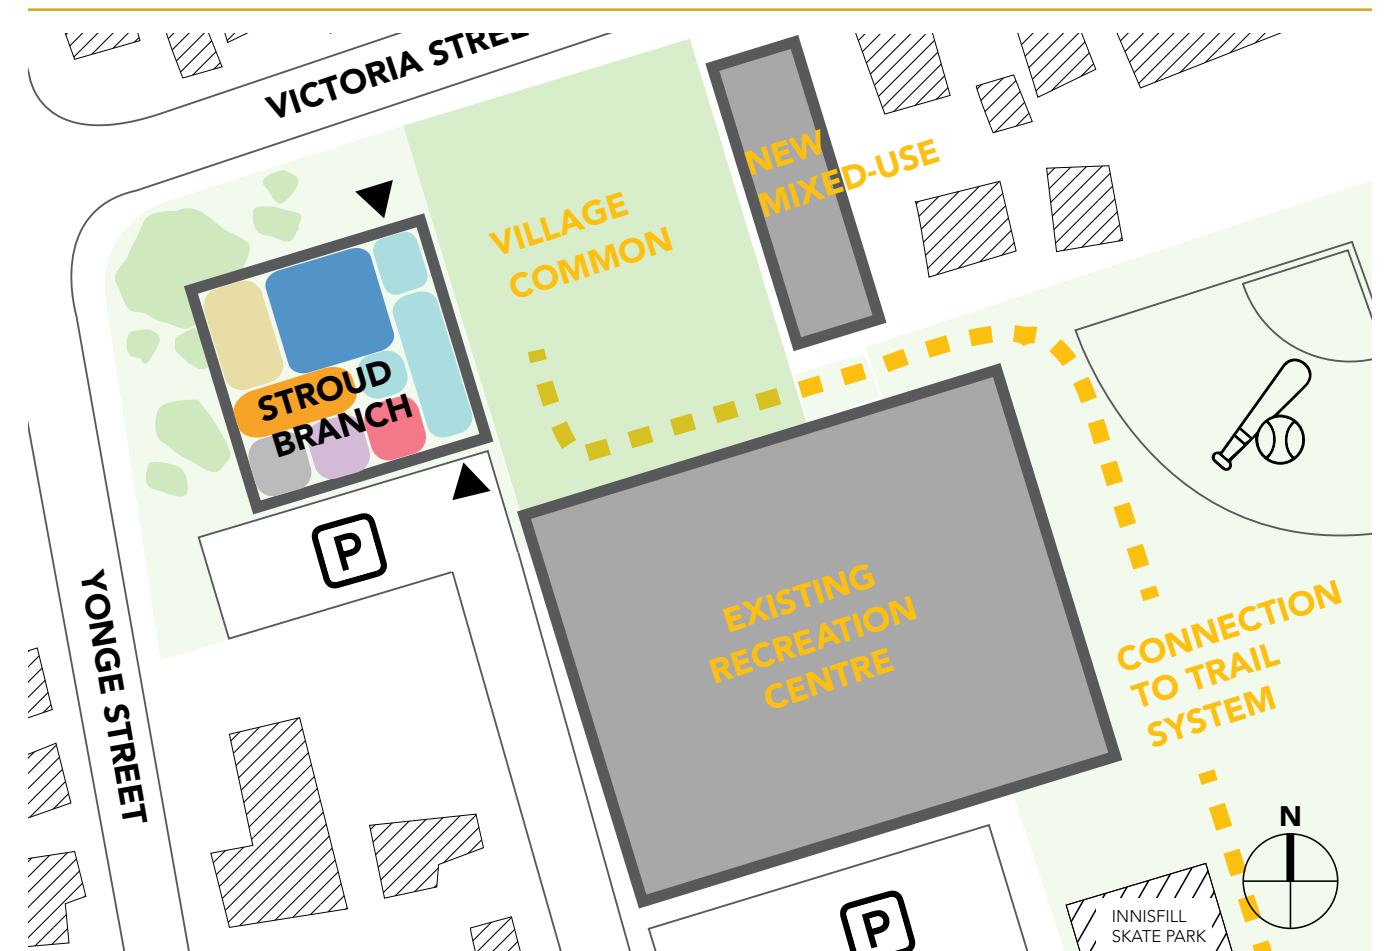 VICTORIA STREE
NEW
MIXED-USE
VILLAGE
COMMON
STROUD
BRANCH
P
YONGE STREET
EXISTING
RECREATION
CENTRE
CONNECTION
TO TRAIL
SYSTEM
N
P
INNISFILL
SKATE PARK